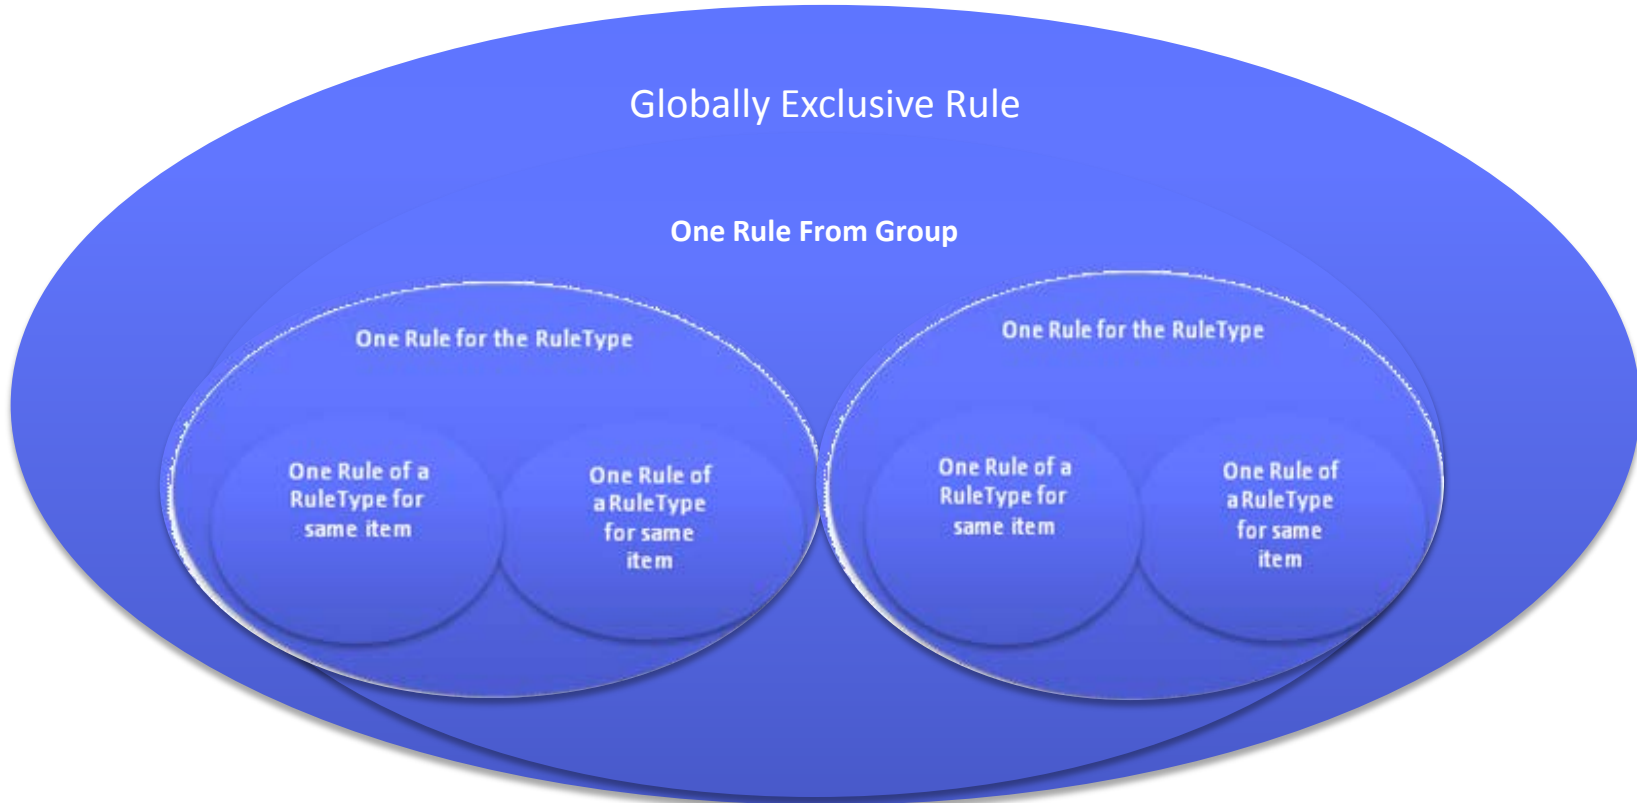 Globally Exclusive Rule
One Rule From Group
One Rule for the RuleType
One Rule of a
RuleType for
same item
One Rule of
a RuleType
for same
item
One Rule for the RuleType
One Rule of a
RuleType for
same item
One Rule of
a RuleType
for same
item